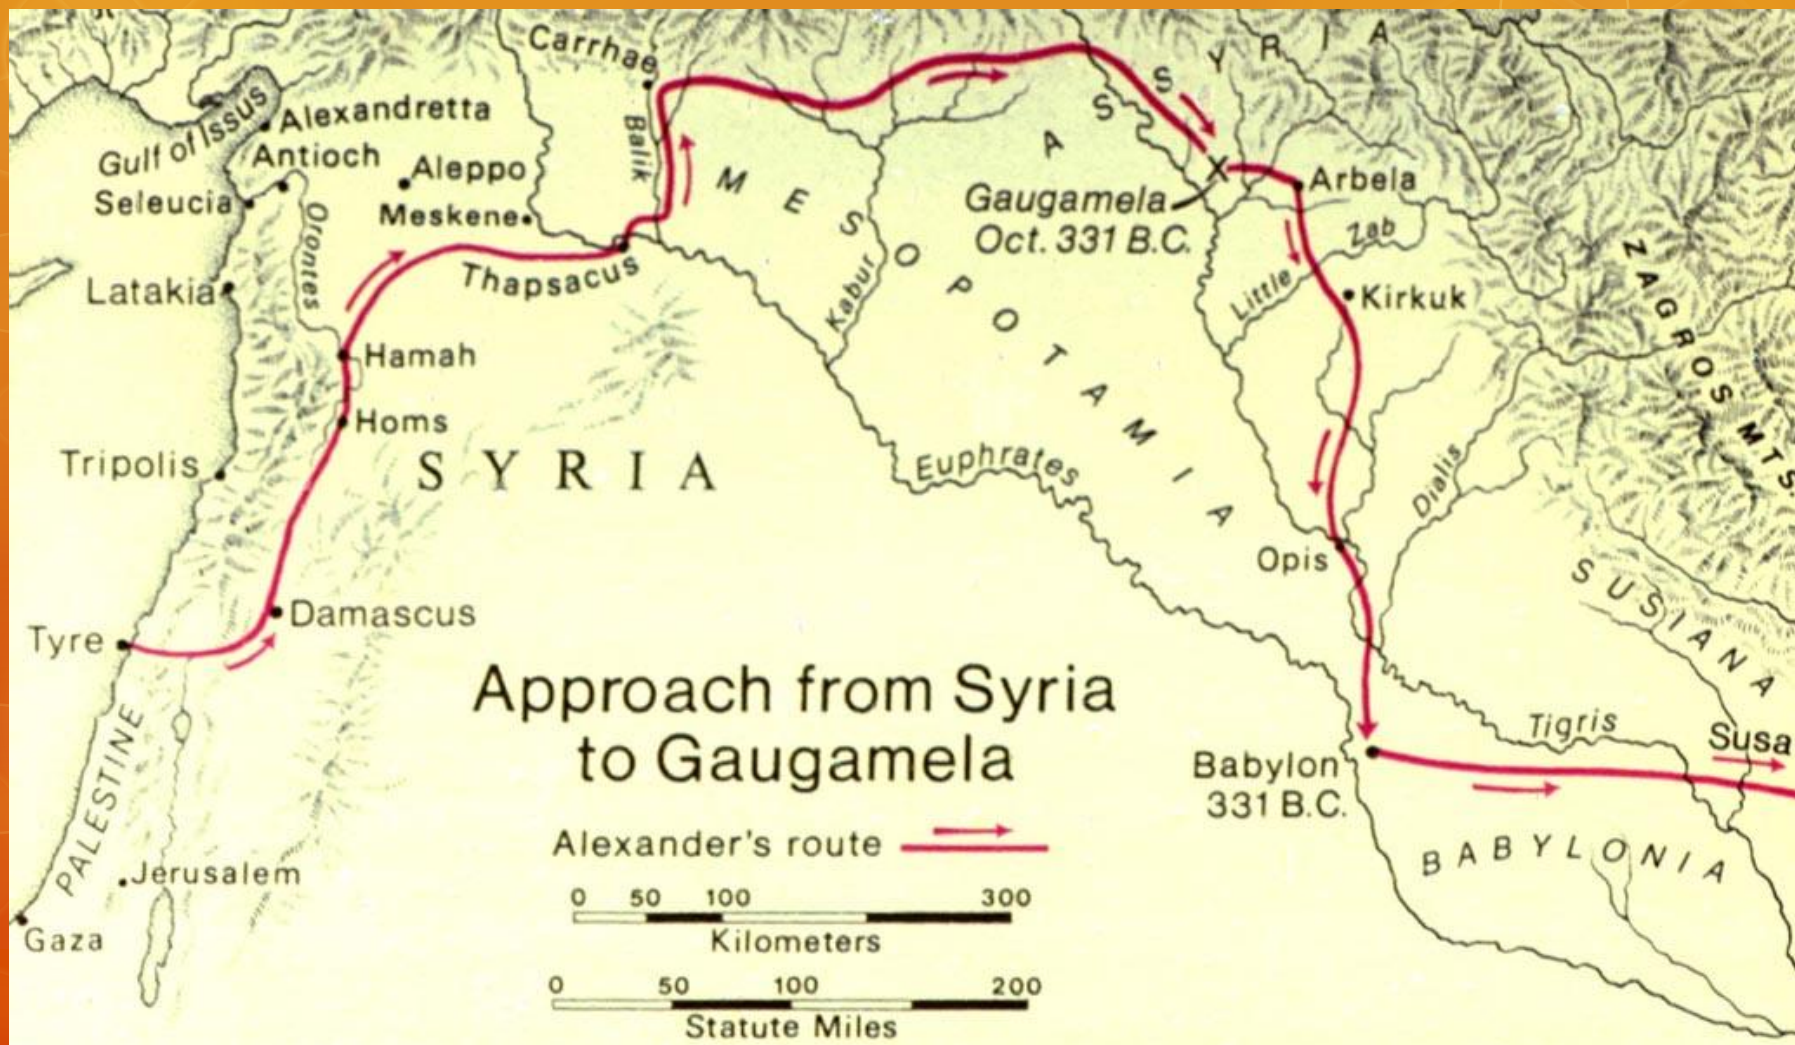 Carrhae
A S S Y R I A
Gulf of Issus
Alexandretta
Antioch
Aleppo
Seleucia
Meskene
Balik
MESOPOTAMIA
Gaugamela
Oct. 331 B.C.
Arbela
Orontes
Thapsacus
Latakia
Kabur
Little Zab
Kirkuk
ZAGROS MTS.
Hamah
Homs
Tripolis
SYRIA
Euphrates
Dialis
Opis
SUSIANA
Damascus
Tyre
Approach from Syria
to Gaugamela
PALESTINE
Tigris
Susa
Babylon
331 B.C.
Alexander's route
BABYLONIA
Jerusalem
Gaza
0 50 100 300
Kilometers
0 50 100 200
Statute Miles